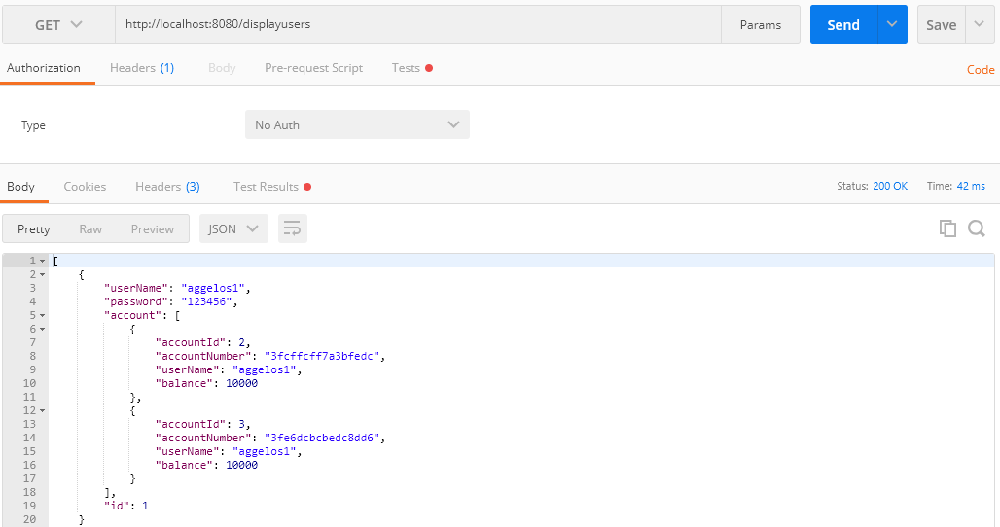 GET http://localhost:8080/displayusers Params Send Save
Authorization Headers (1) Body Pre-request Script Tests Code
Type No Auth
Body Cookies Headers (3) Test Results Status: 200 OK Time: 42 ms
Pretty Raw Preview JSON
1 [
2 {
3 "userName": "aggelos1",
4 "password": "123456",
5 "account": [
6 {
7 "accountId": 2,
8 "accountNumber": "3fcffcff7a3bfedc",
9 "userName": "aggelos1",
10 "balance": 10000
11 },
12 {
13 "accountId": 3,
14 "accountNumber": "3fe6dcbcbedc8dd6",
15 "userName": "aggelos1",
16 "balance": 10000
17 }
18 ],
19 "id": 1
20 }